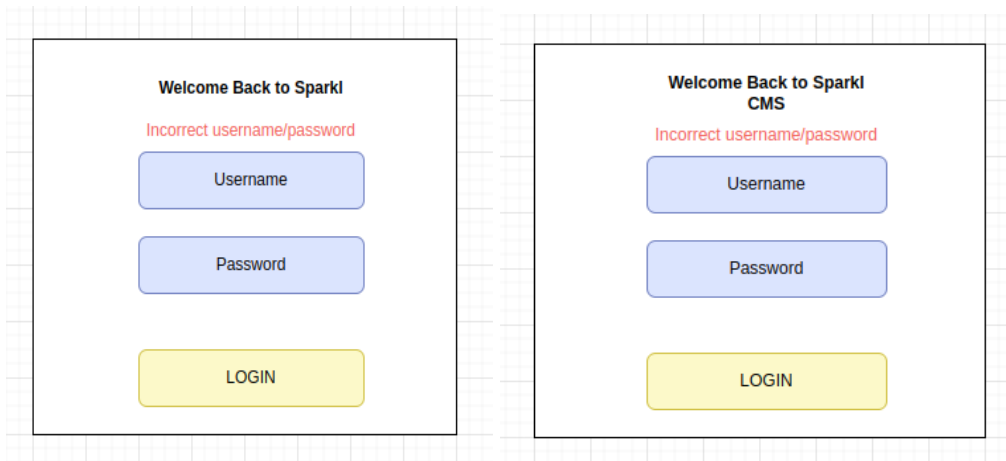 Welcome Back to Sparkl
Incorrect username/password
Username
Password
LOGIN
Welcome Back to Sparkl
CMS
Incorrect username/password
Username
Password
LOGIN